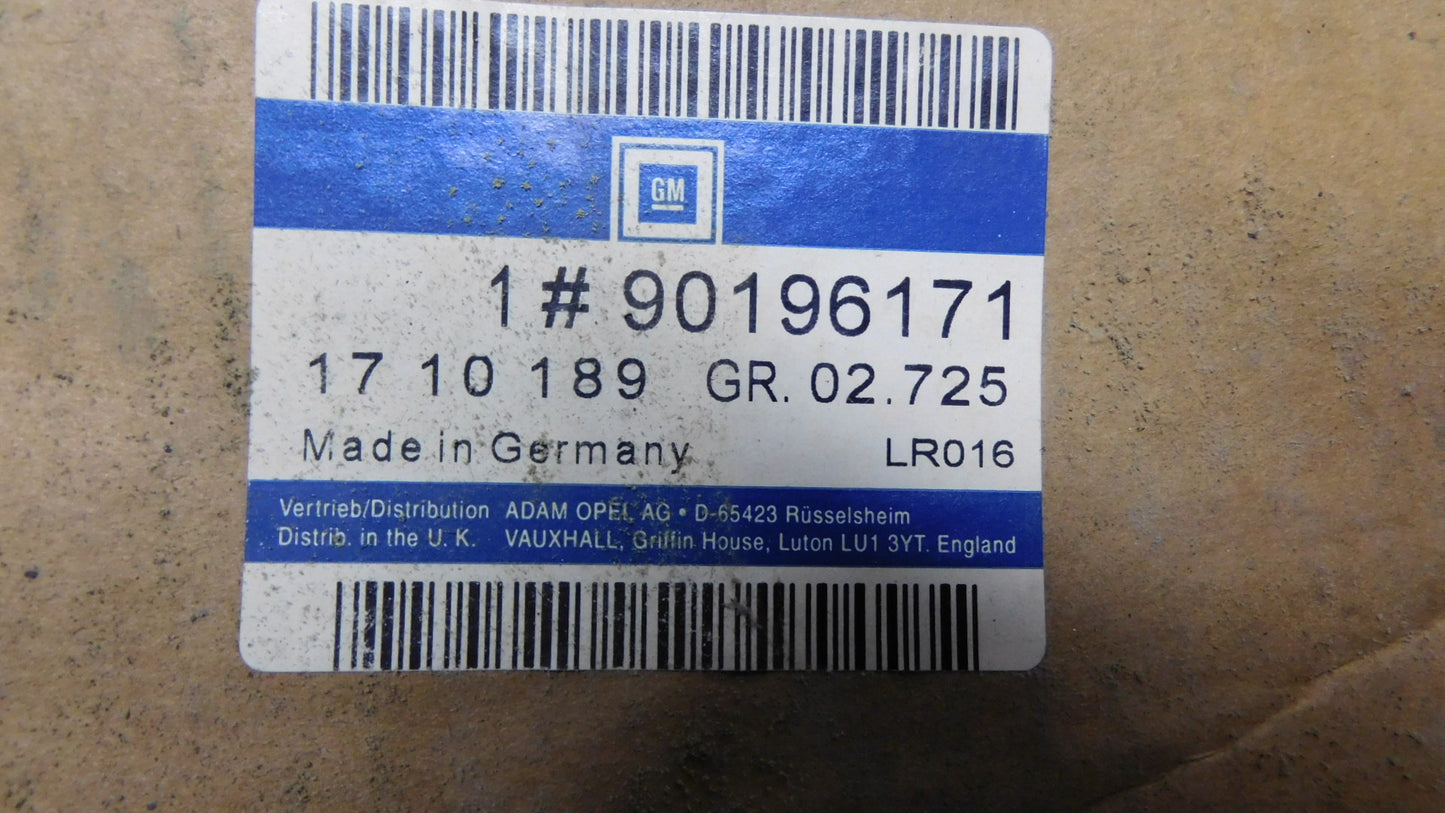 GM
1 # 90196171
17 10 189 GR. 02.725
Made in Germany LR016
Vertrieb/Distribution ADAM OPEL AG • D-65423 Rüsselsheim
Distrib. in the U. K. VAUXHALL, Griffin House, Luton LU1 3YT. England